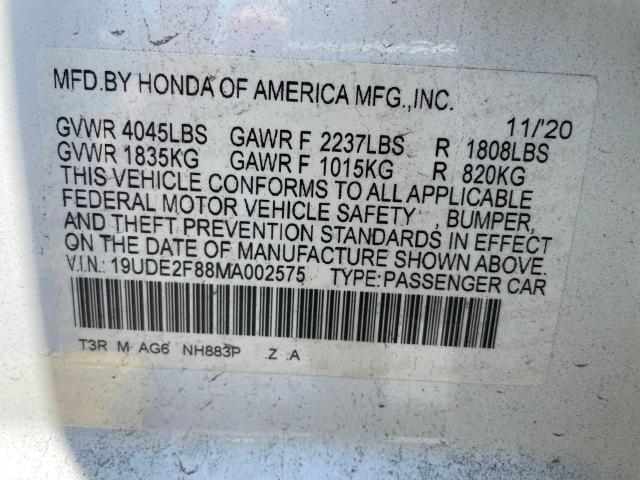 MFD.BY HONDA OF AMERICA MFG.,INC.
11/'20
GVWR 4045LBS GAWR F 2237LBS R 1808LBS
GVWR 1835KG GAWR F 1015KG R 820KG
THIS VEHICLE CONFORMS TO ALL APPLICABLE
FEDERAL MOTOR VEHICLE SAFETY , BUMPER,
AND THEFT PREVENTION STANDARDS IN EFFECT
ON THE DATE OF MANUFACTURE SHOWN ABOVE.
V.I.N.: 19UDE2F88MA002575 TYPE:PASSENGER CAR
T3R M AG6 NH883P Z A